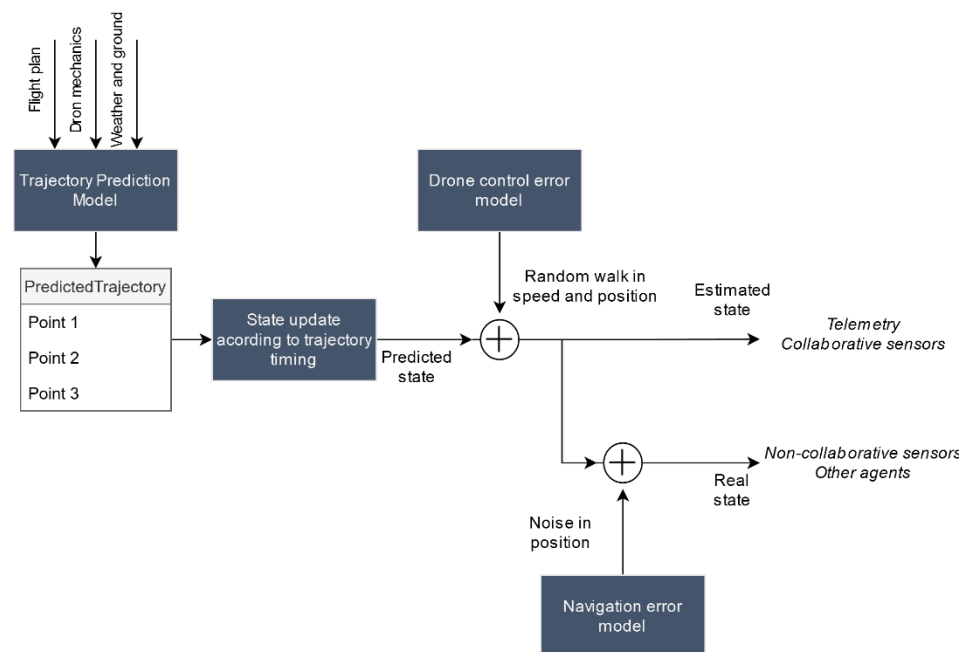 Flight plan
Dron mechanics
Weather and ground
Trajectory Prediction
Model
Drone control error
model
PredictedTrajectory
Point 1
Point 2
Point 3
State update
acording to trajectory
timing
Predicted
state
Random walk in
speed and position
Estimated
state
Telemetry
Collaborative sensors
Non-collaborative sensors
Other agents
Real
state
Noise in
position
Navigation error
model